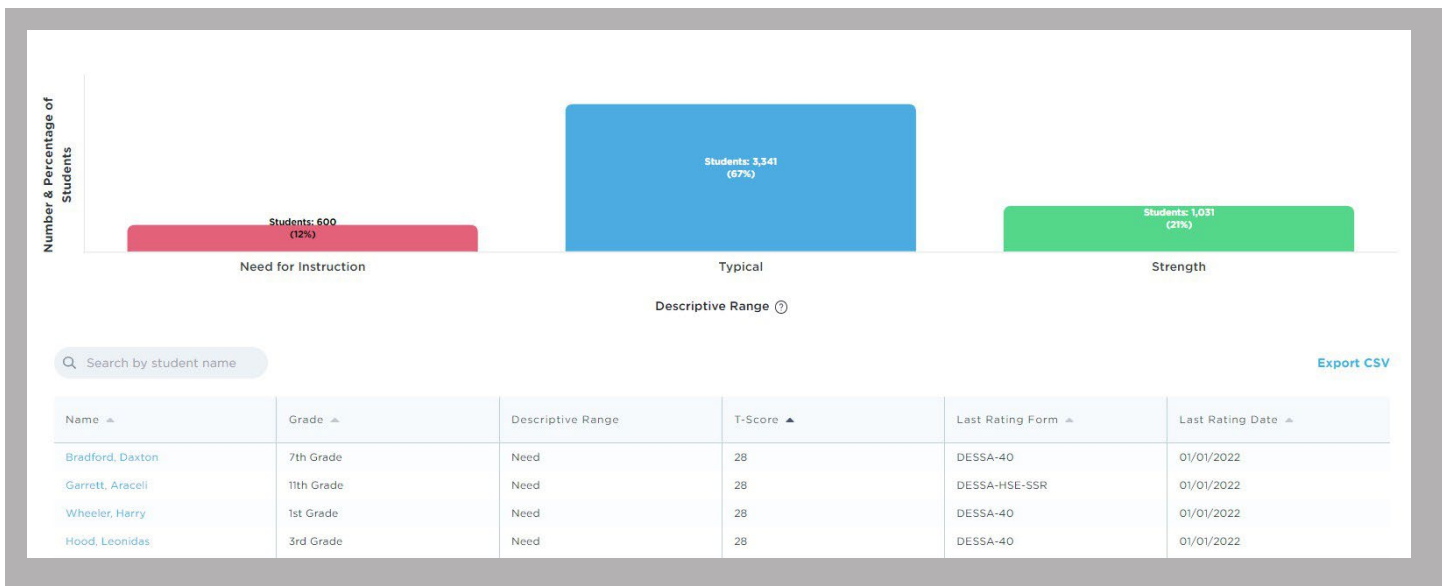 Number & Percentage of
Students
Students: 600
(12%)
Students: 3,341
(67%)
Students: 1,031
(21%)
Need for Instruction Typical Strength
Descriptive Range ?
Search by student name
Export CSV
Name Grade Descriptive Range T-Score Last Rating Form Last Rating Date
Bradford, Daxton 7th Grade Need 28 DESSA-40 01/01/2022
Garrett, Araceli 11th Grade Need 28 DESSA-HSE-SSR 01/01/2022
Wheeler, Harry 1st Grade Need 28 DESSA-40 01/01/2022
Hood, Leonidas 3rd Grade Need 28 DESSA-40 01/01/2022